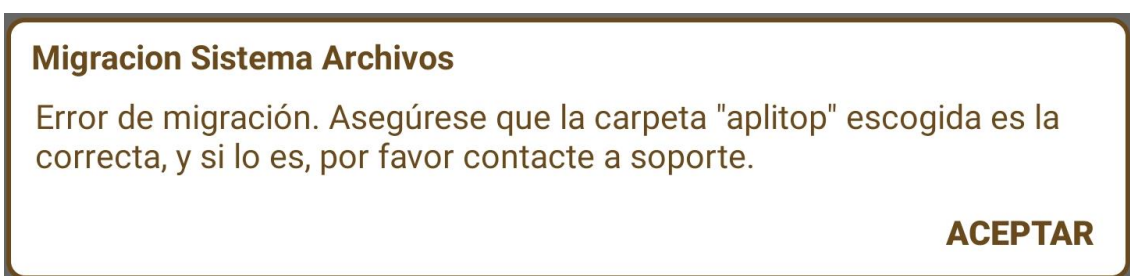 Migracion Sistema Archivos
Error de migración. Asegúrese que la carpeta "aplitop" escogida es la
correcta, y si lo es, por favor contacte a soporte.
ACEPTAR